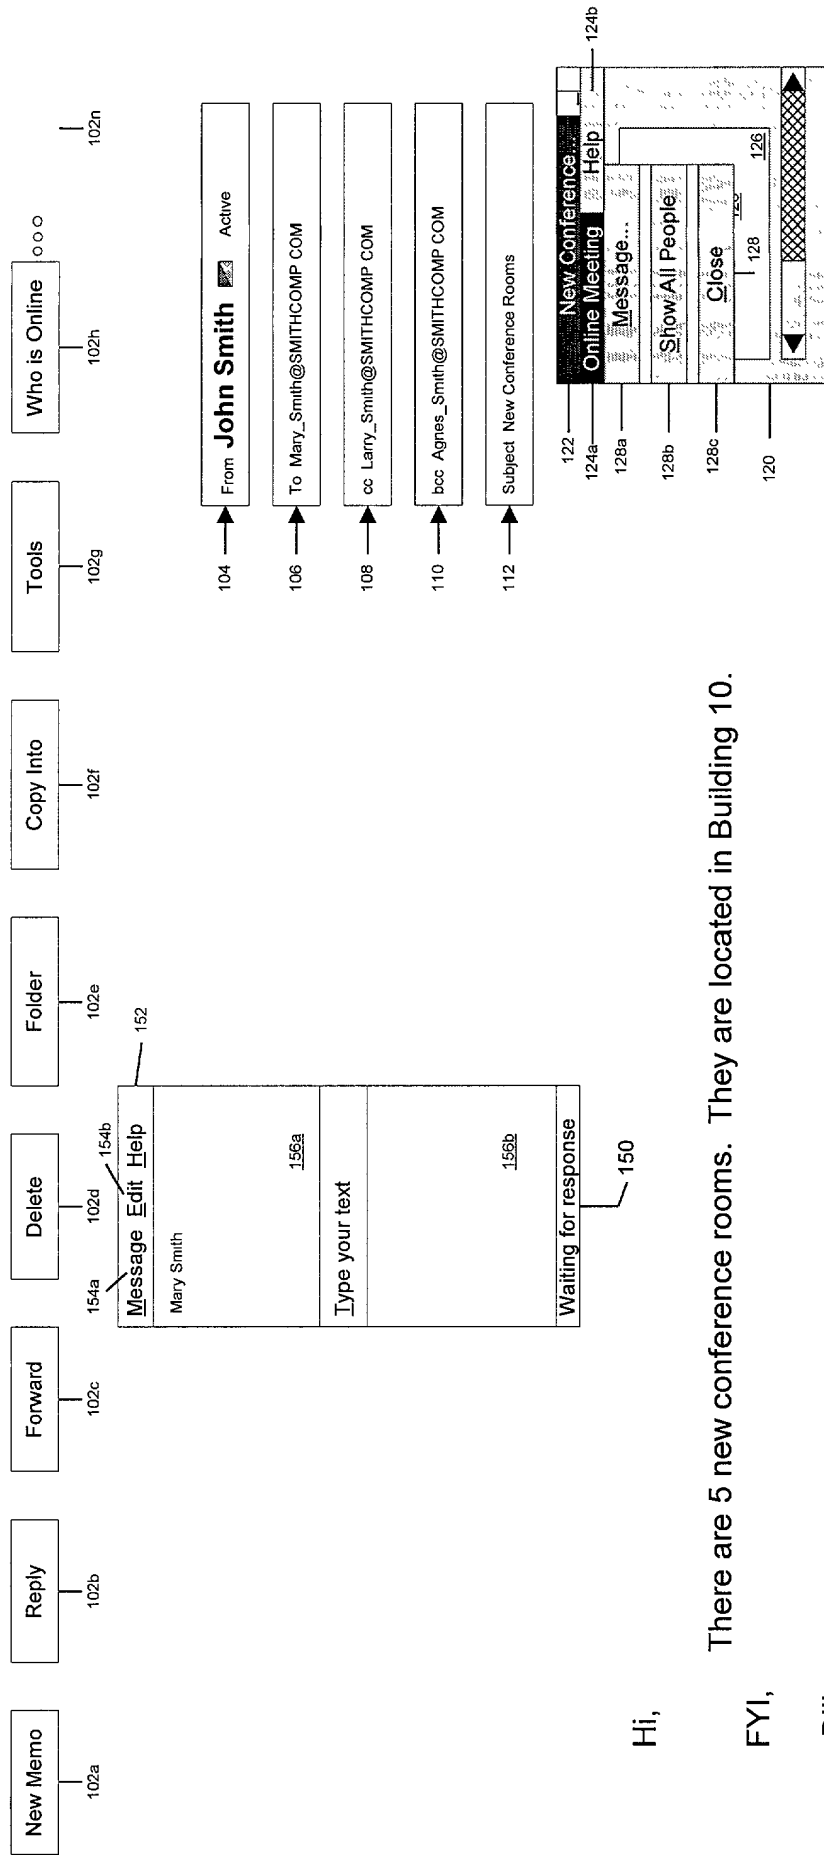 New Memo
Reply
Forward
Delete
Folder
Copy Into
Tools
Who is Online
ooo
102a
102b
102c
102d
102e
102f
102g
102h
102n
154a
154b
152
Message Edit Help
Mary Smith
156a
Type your text
156b
Waiting for response
150
104
From John Smith Active
106
To Mary_Smith@SMITHCOMP COM
108
cc Larry_Smith@SMITHCOMP COM
110
bcc Agnes_Smith@SMITHCOMP COM
112
Subject New Conference Rooms
122
New Conference...
124a
Online Meeting Help
124b
128a
Message...
128b
Show All People
126
128c
Close
128
120
Hi,
There are 5 new conference rooms. They are located in Building 10.
FYI,